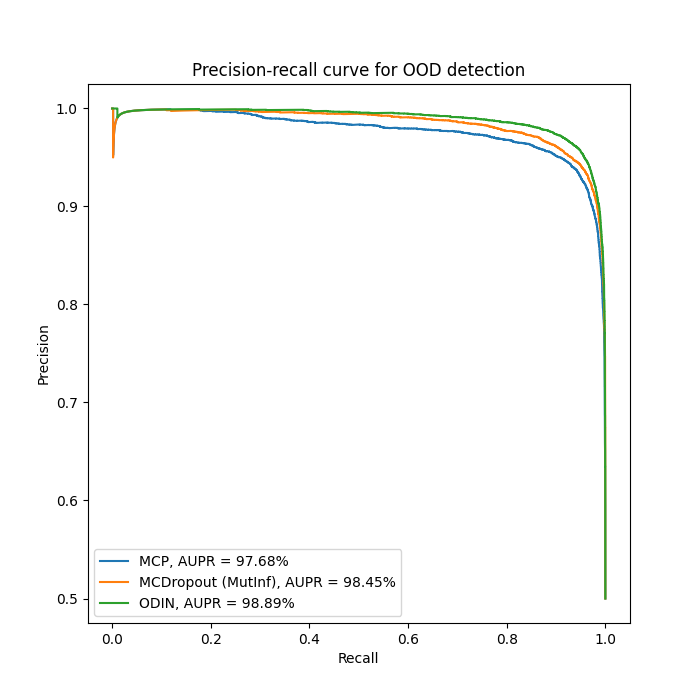 Precision-recall curve for OOD detection
1.0
0.9
0.8
0.7
0.6
0.5
Precision
MCP, AUPR = 97.68%
MCDropout (MutInf), AUPR = 98.45%
ODIN, AUPR = 98.89%
0.0 0.2 0.4 0.6 0.8 1.0
Recall